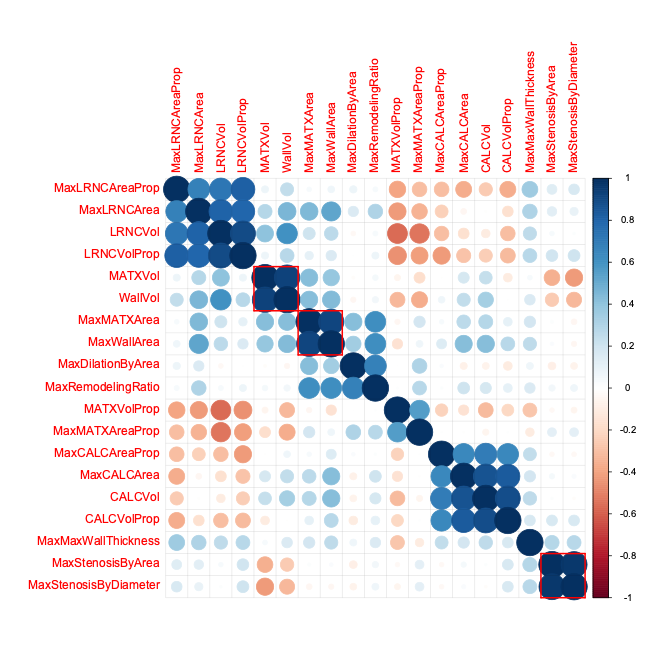 MaxLRNCAreaProp
MaxLRNCArea
LRNCVol
LRNCVolProp
MATXVol
WallVol
MaxMATXArea
MaxWallArea
MaxDilationByArea
MaxRemodelingRatio
MATXVolProp
MaxMATXAreaProp
MaxCALCAreaProp
MaxCALCArea
CALCVol
CALCVolProp
MaxMaxWallThickness
MaxStenosisByArea
MaxStenosisByDiameter
MaxLRNCAreaProp
MaxLRNCArea
LRNCVol
LRNCVolProp
MATXVol
WallVol
MaxMATXArea
MaxWallArea
MaxDilationByArea
MaxRemodelingRatio
MATXVolProp
MaxMATXAreaProp
MaxCALCAreaProp
MaxCALCArea
CALCVol
CALCVolProp
MaxMaxWallThickness
MaxStenosisByArea
MaxStenosisByDiameter
1
0.8
0.6
0.4
0.2
0
-0.2
-0.4
-0.6
-0.8
-1